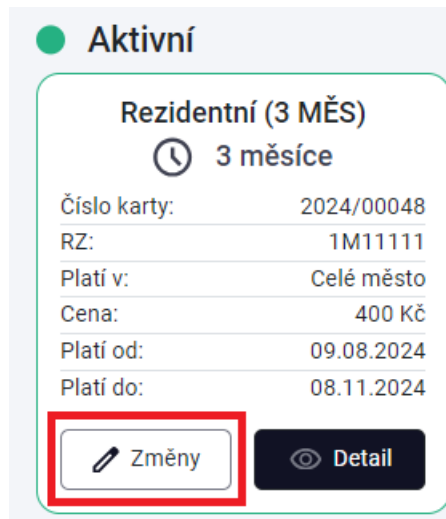 Aktivní
Rezidentní (3 MĚS)
3 měsíce
Číslo karty: 2024/00048
RZ: 1M11111
Platí v: Celé město
Cena: 400 Kč
Platí od: 09.08.2024
Platí do: 08.11.2024
Změny Detail